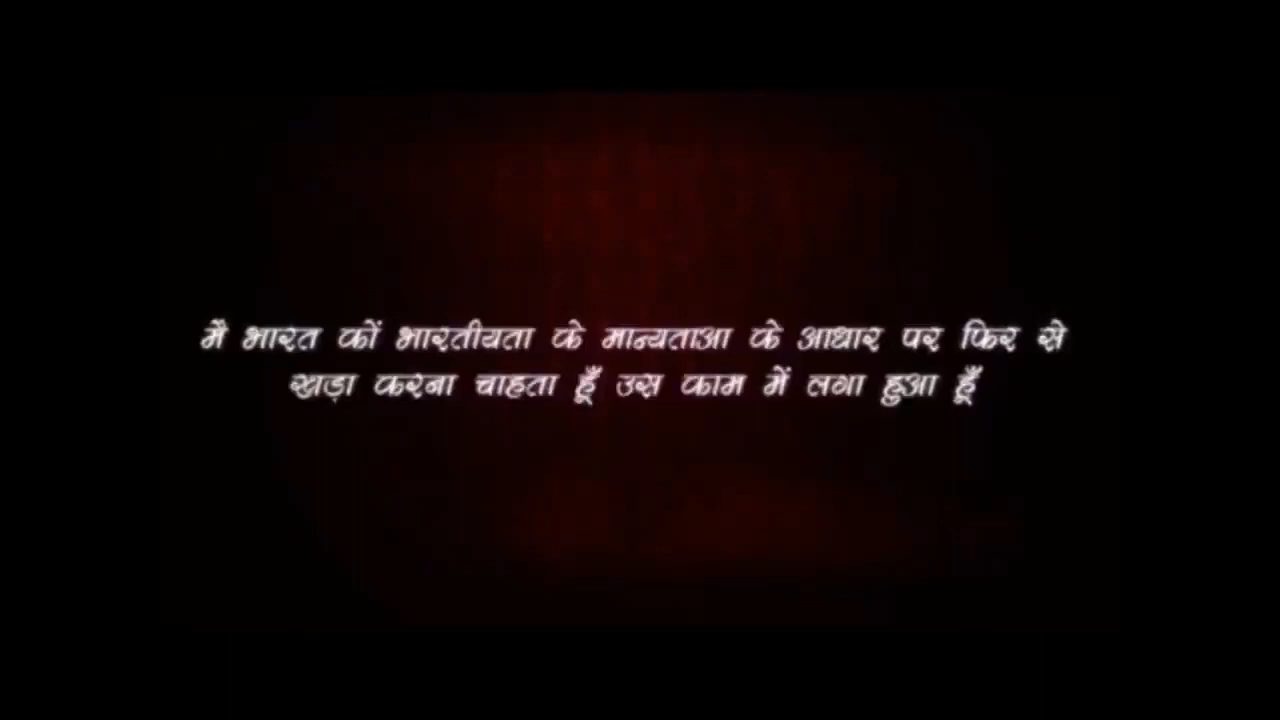 मै भारत कों भारतीयता के मान्यताआ के आधार पर फिर से
खड़ा करना चाहता हूँ उस काम में लगा हुआ हूँ